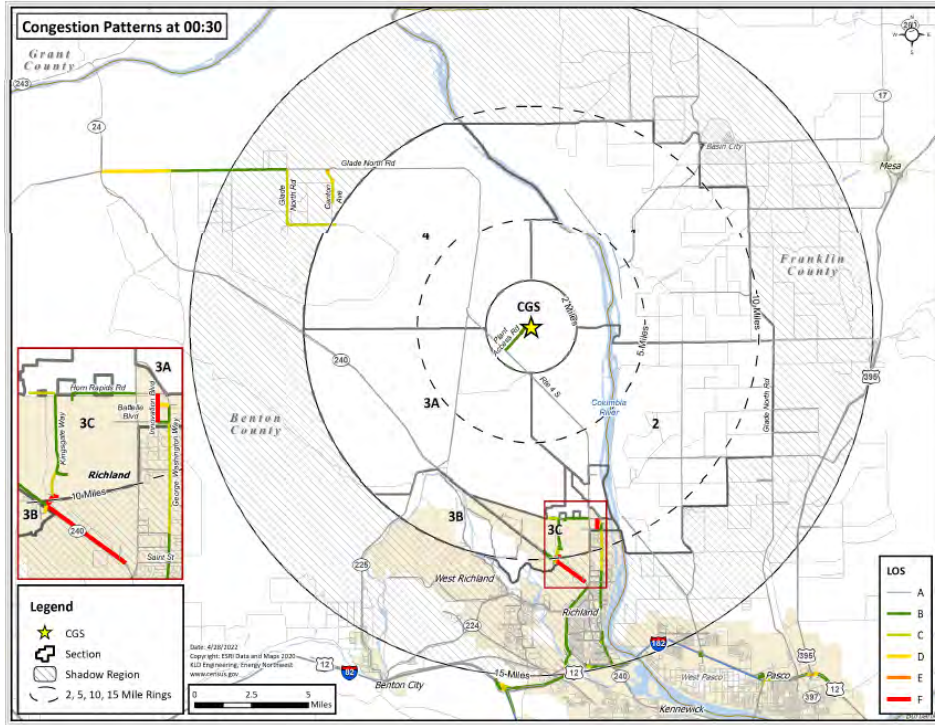 Congestion Patterns at 00:30
Grant
County
243
24
17
Basin City
Mesa
Glade North Rd
Glade
North Rd
Canton
Ave
4
Franklin
County
CGS
2 Miles
Plant
Access Rd
5 Miles
10 Miles
Glade North Rd
395
240
Rte 4 S
Columbia
River
3A
2
Benton
County
3A
Horn Rapids Rd
Battelle
Blvd
Innovation Blvd
3C
Kingsgate Way
George Washington Way
Richland
10 Miles
3B
240
Saint St
3B
3C
225
West Richland
Richland
224
182
395
12
82
Benton City
15 Miles
12
240
West Pasco
Pasco
12
397
Kennewick
Legend
CGS
Section
Shadow Region
2, 5, 10, 15 Mile Rings
Date: 4/20/2022
Copyright: ESRI Data and Maps 2020
KLD Engineering, Energy Northwest
www.census.gov
0 2.5 5
Miles
LOS
A
B
C
D
E
F
N
W E
S